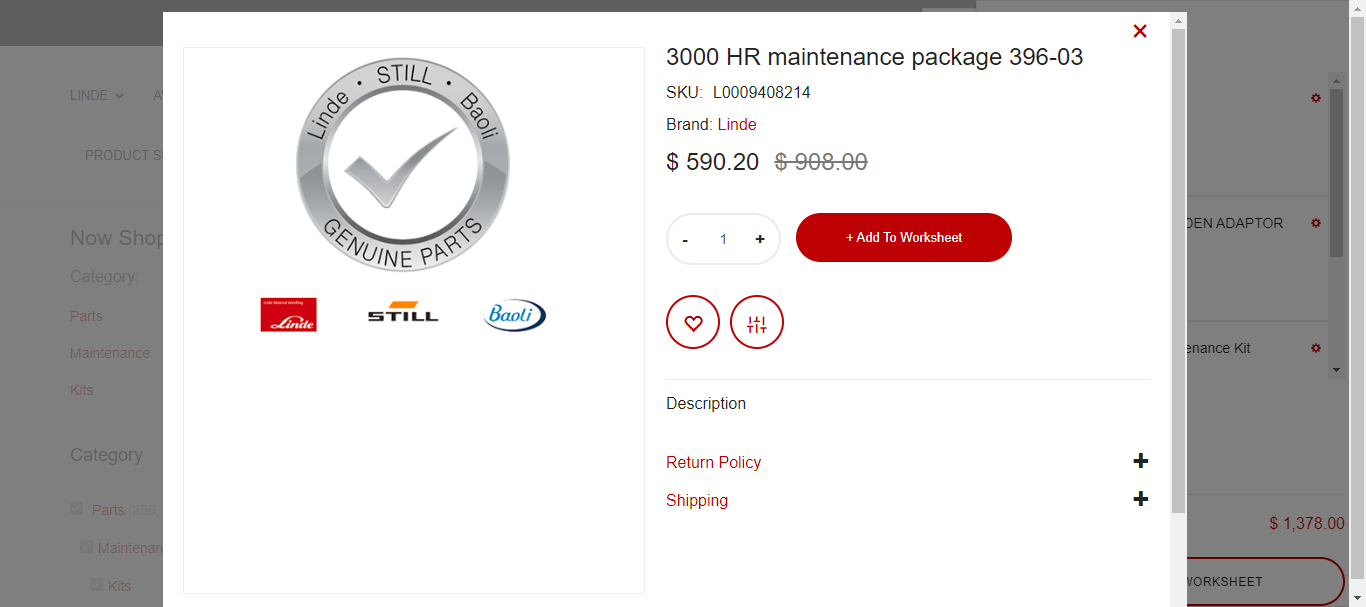 LINDE
PRODUCT
Now Shop
Category:
Parts
Maintenance
Kits
Category
Parts (256,
Maintenan
Kits
Linde · STILL · Baoli
GENUINE PARTS
Linde
STILL
Baoli
3000 HR maintenance package 396-03
SKU: L0009408214
Brand: Linde
$ 590.20 $ 908.00
- 1 + + Add To Worksheet
Description
Return Policy +
Shipping +
DEN ADAPTOR
enance Kit
$ 1,378.00
WORKSHEET